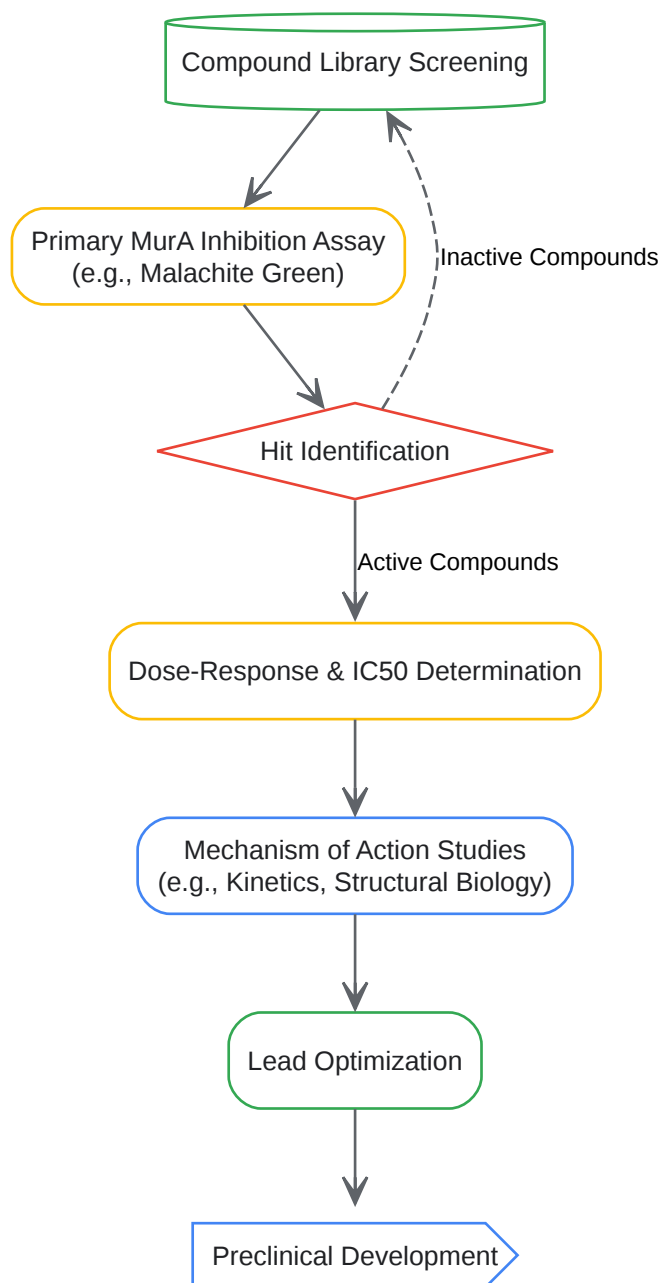 Compound Library Screening
Primary MurA Inhibition Assay
(e.g., Malachite Green)
Inactive Compounds
Hit Identification
Active Compounds
Dose-Response & IC50 Determination
Mechanism of Action Studies
(e.g., Kinetics, Structural Biology)
Lead Optimization
Preclinical Development